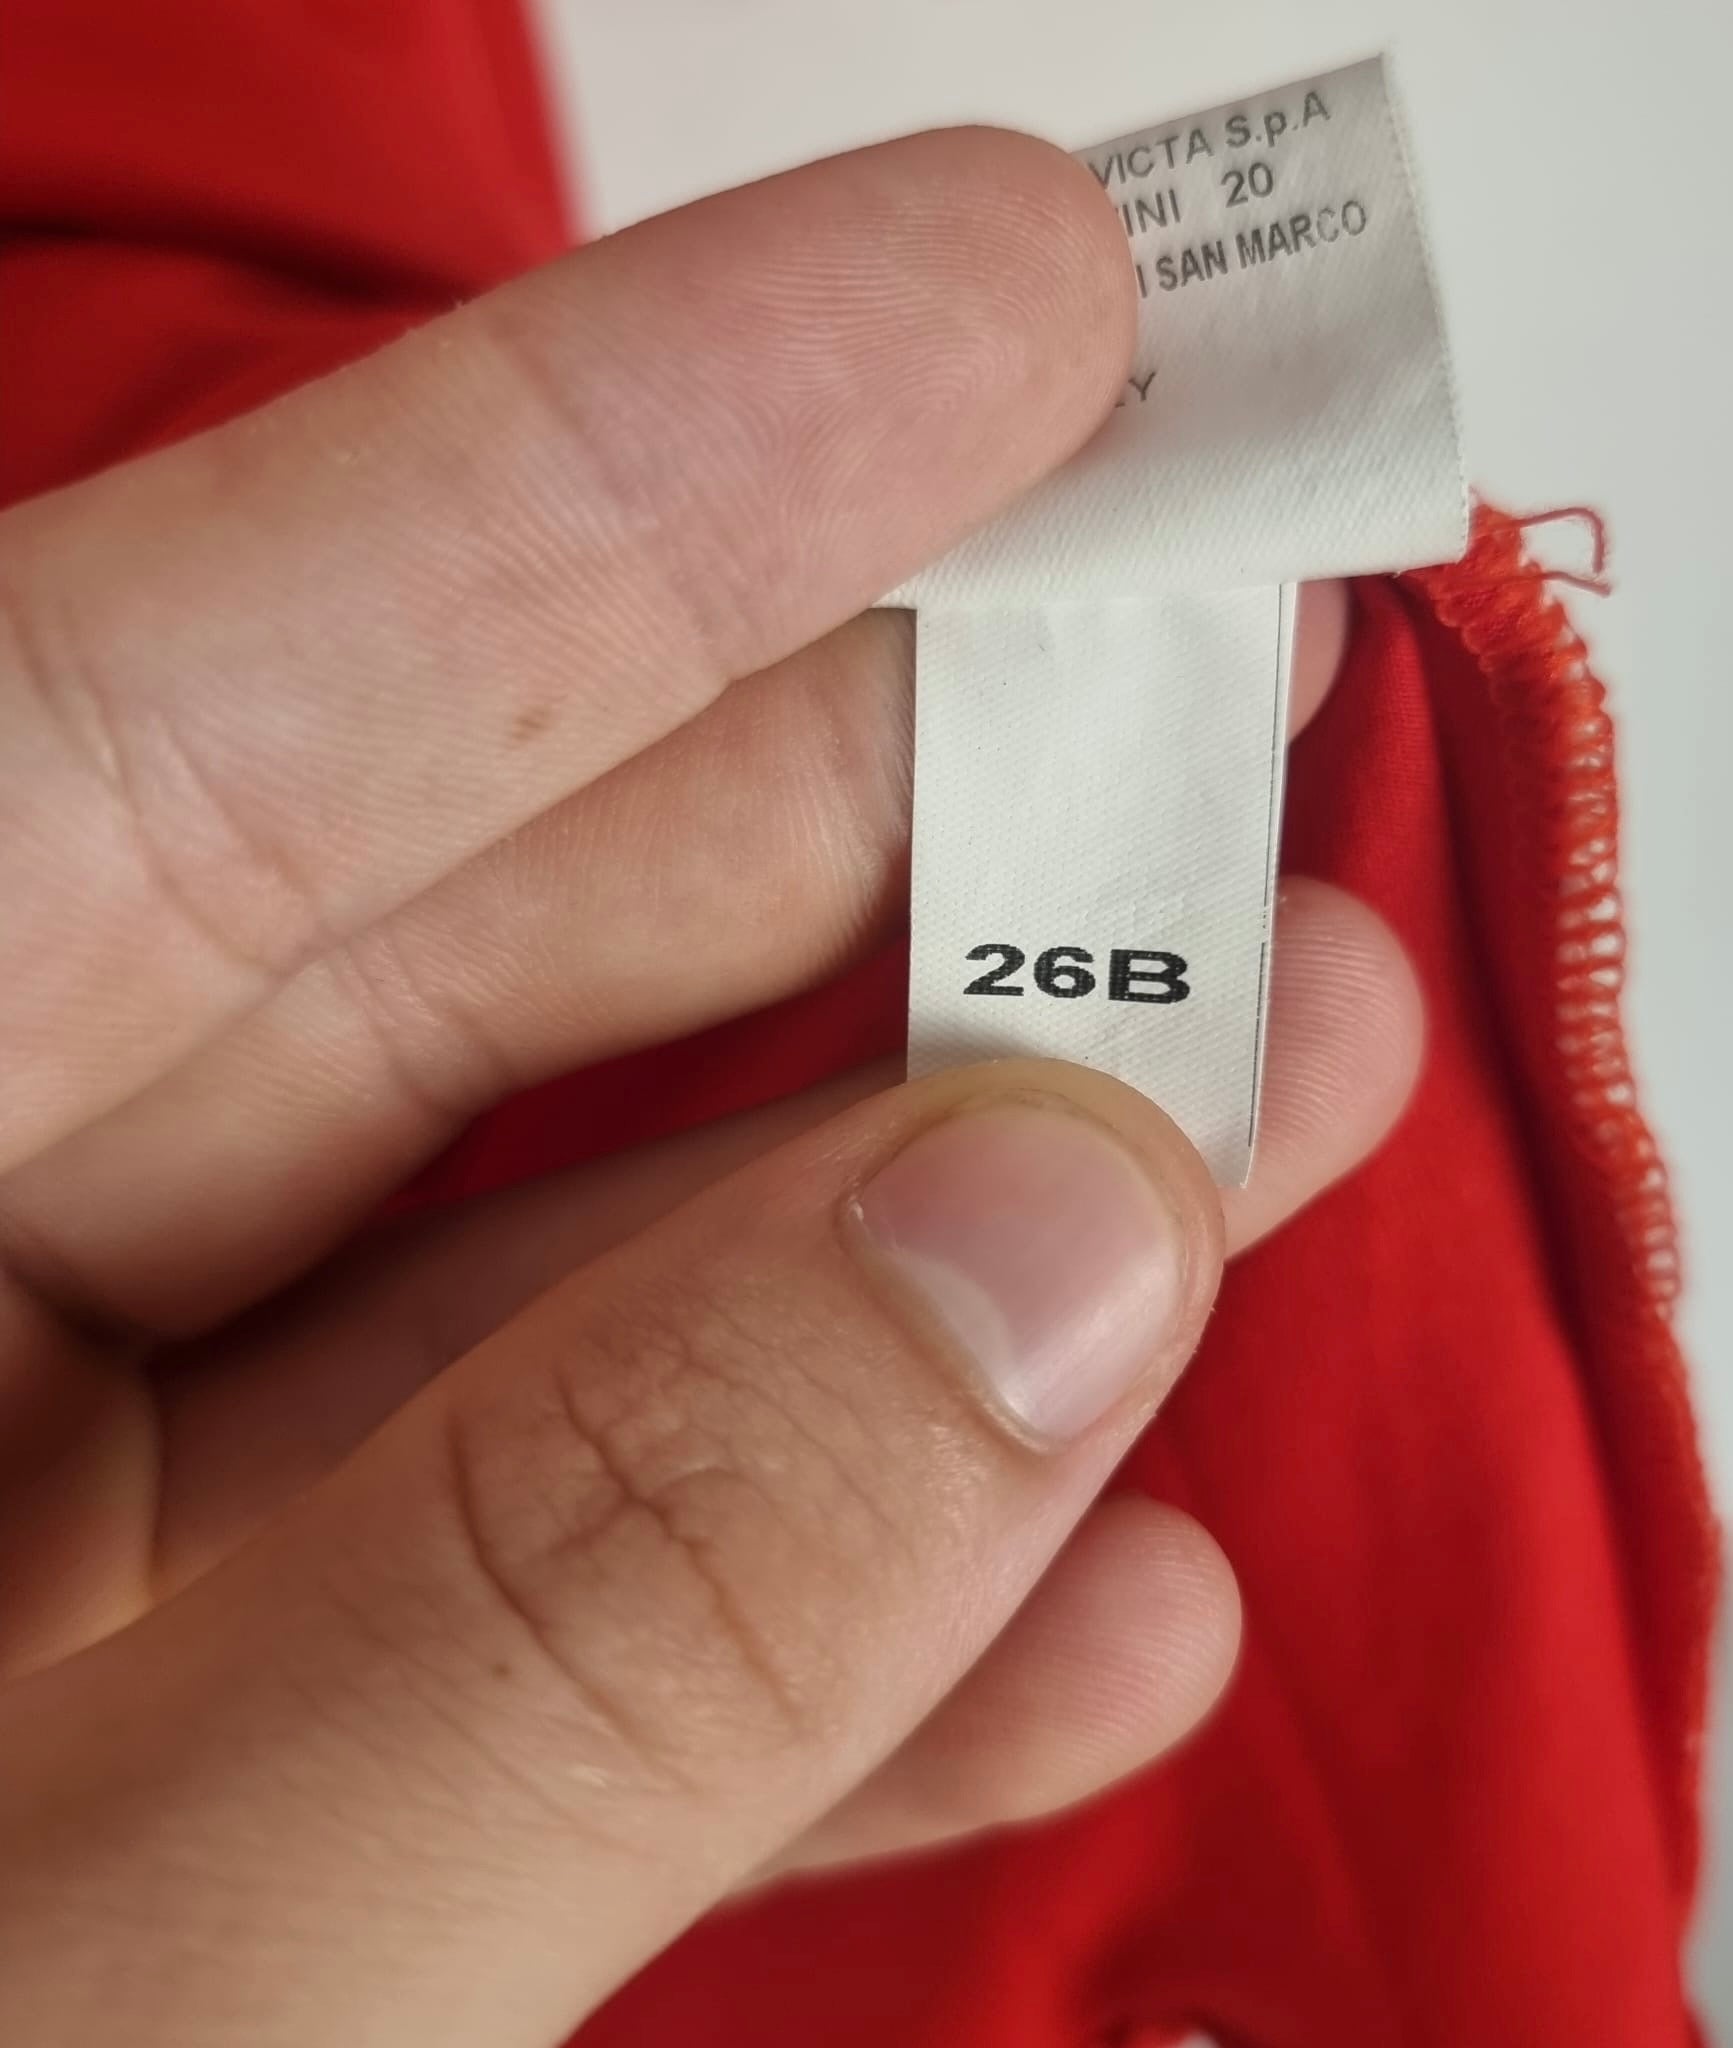 VICTA S.p.A
INI 20
I SAN MARCO
Y
26B